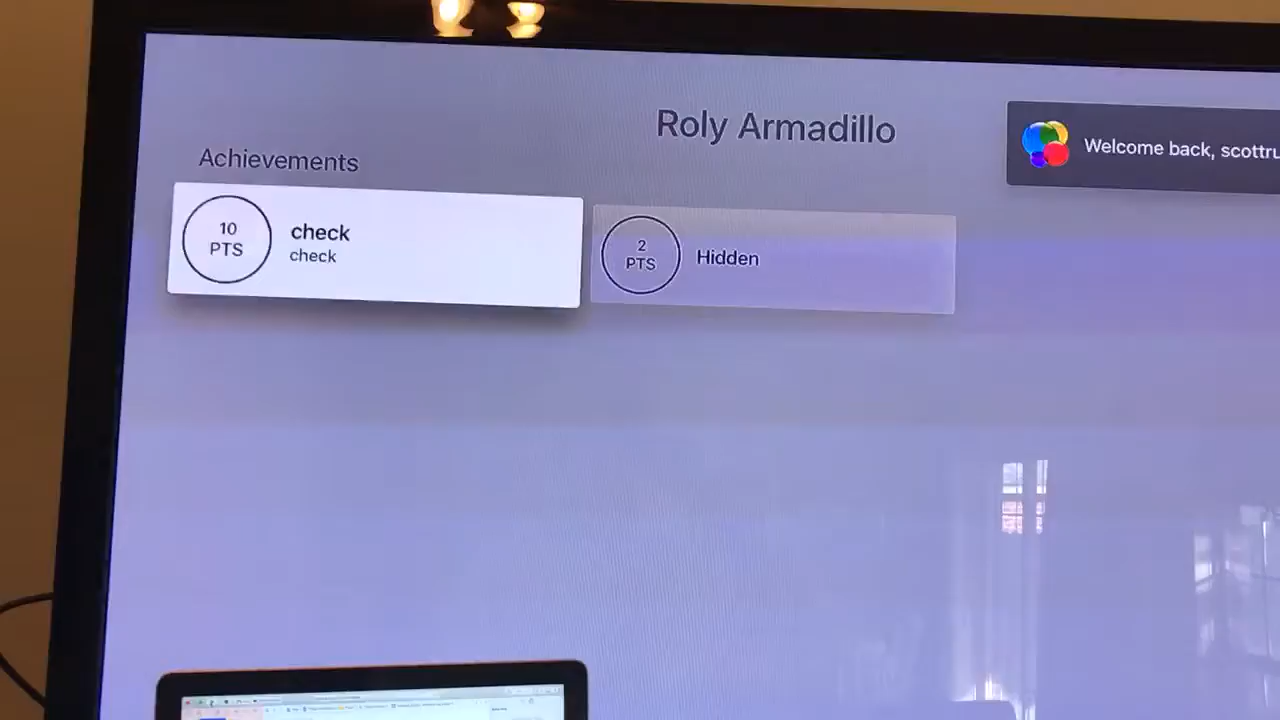 Roly Armadillo
Welcome back, scottru
Achievements
10
PTS
check
check
2
PTS
Hidden